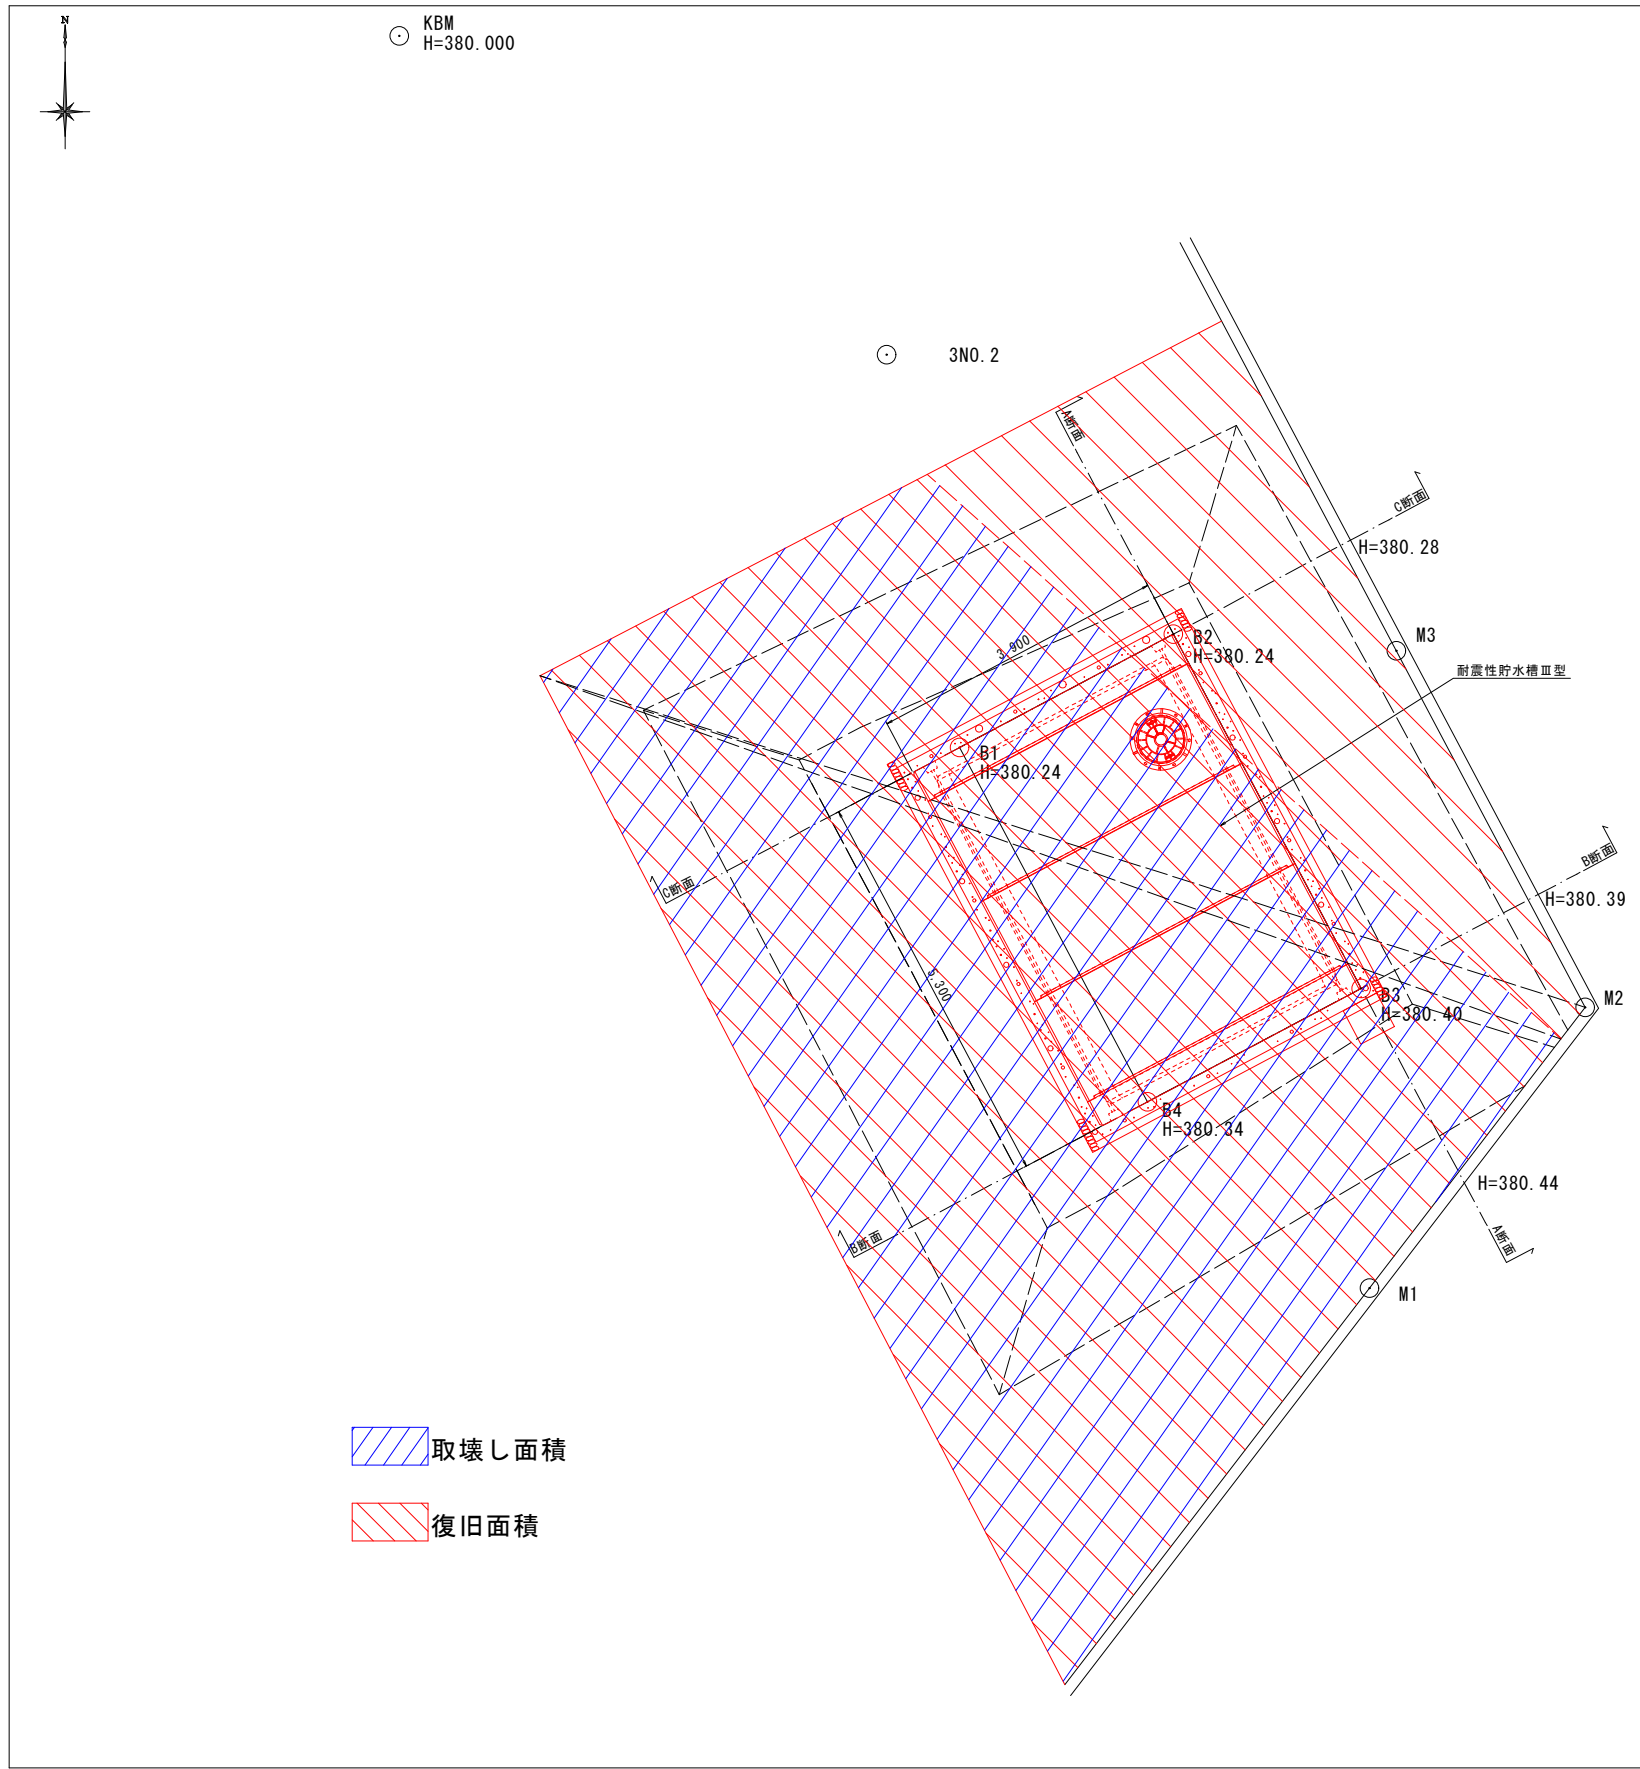 N
KBM
H=380.000
3NO.2
A断面
C断面
H=380.28
M3
B2
H=380.24
3,900
耐震性貯水槽Ⅲ型
B1
H=380.24
B断面
C断面
H=380.39
5,300
B3
H=380.40
M2
B4
H=380.34
H=380.44
B断面
A断面
M1
取壊し面積
復旧面積